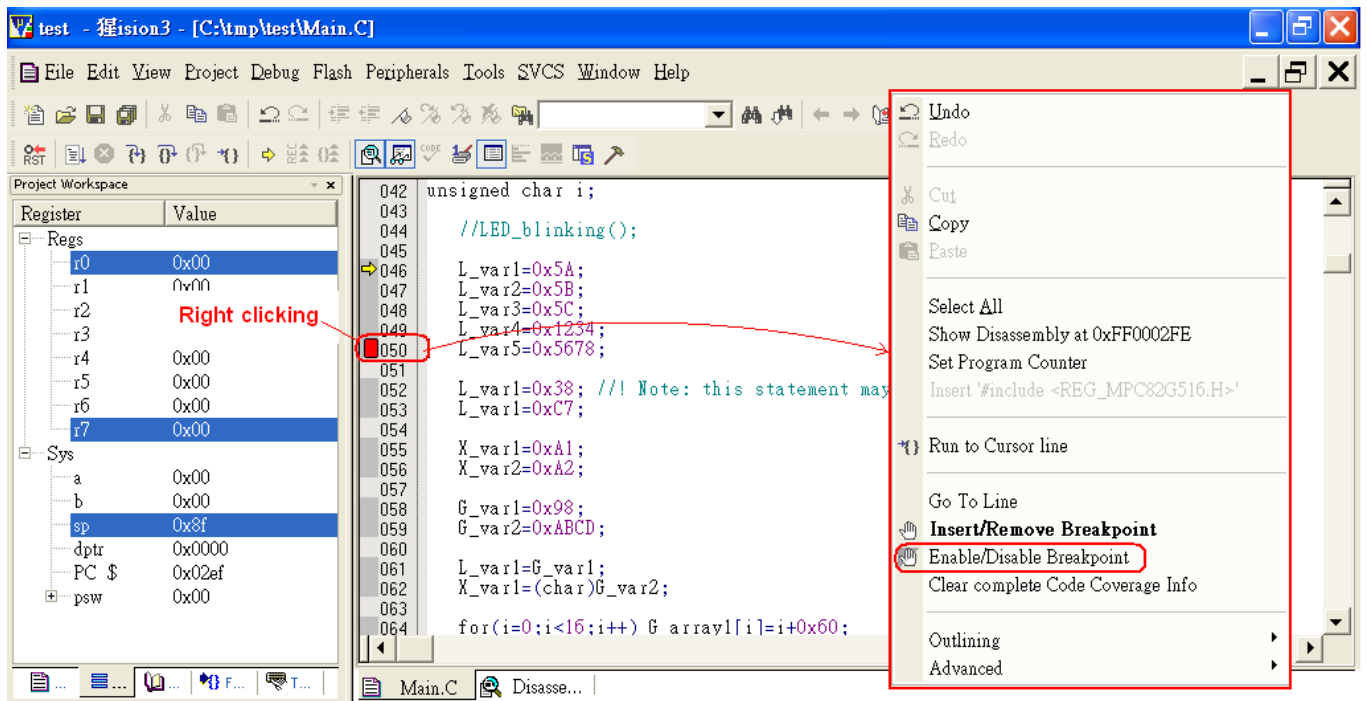 test - 猩ision3 - [C:\tmp\test\Main.C]
Eile Edit View Project Debug Flash Peripherals Tools SVCS Window Help
RST
CODE
Project Workspace
Register Value
Regs
r0 0x00
r1 0x00
r2
r3
r4 0x00
r5 0x00
r6 0x00
r7 0x00
Sys
a 0x00
b 0x00
sp 0x8f
dptr 0x0000
PC $ 0x02ef
psw 0x00
... ... ... F... T...
Right clicking
042 unsigned char i;
043
044 //LED_blinking();
045
046 L_var1=0x5A;
047 L_var2=0x5B;
048 L_var3=0x5C;
049 L_var4=0x1234;
050 L_var5=0x5678;
051
052 L_var1=0x38; //! Note: this statement may
053 L_var1=0xC7;
054
055 X_var1=0xA1;
056 X_var2=0xA2;
057
058 G_var1=0x98;
059 G_var2=0xABCD;
060
061 L_var1=G_var1;
062 X_var1=(char)G_var2;
063
064 for(i=0;i<16;i++) G_array1[i]=i+0x60;
Main.C Disasse...
Undo
Redo
Cut
Copy
Paste
Select All
Show Disassembly at 0xFF0002FE
Set Program Counter
Insert '#include <REG_MPC82G516.H>'
Run to Cursor line
Go To Line
Insert/Remove Breakpoint
Enable/Disable Breakpoint
Clear complete Code Coverage Info
Outlining
Advanced